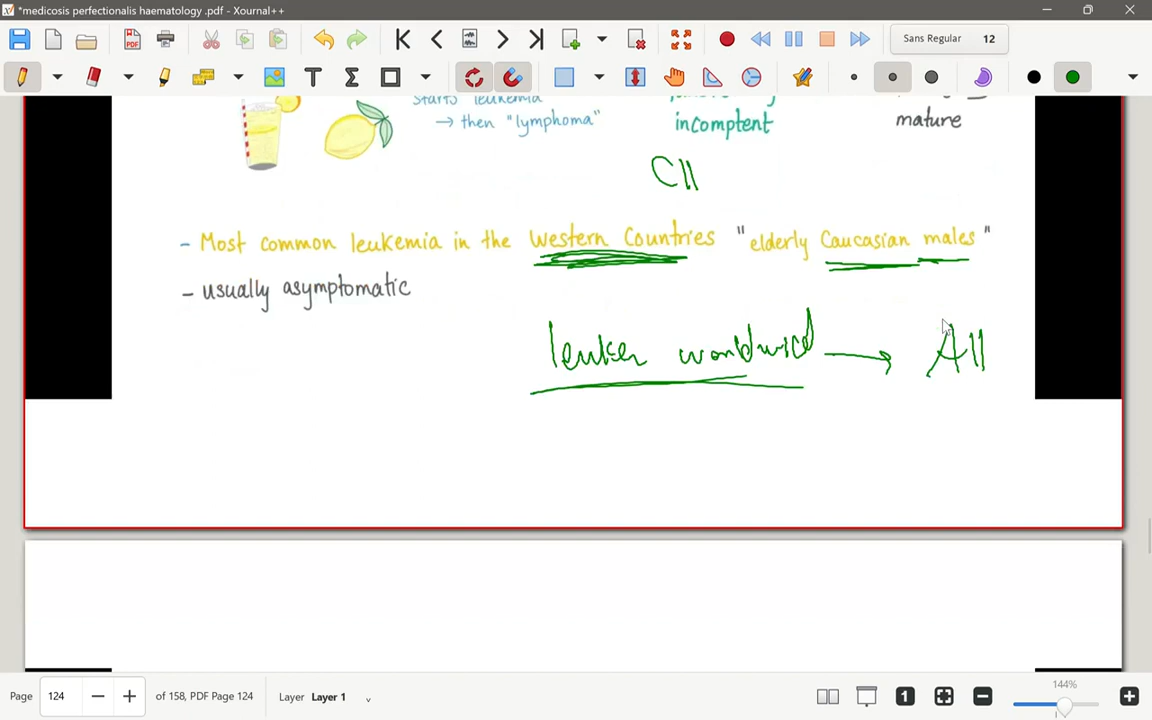 *medicosis perfectionalis haematology .pdf - Xournal++
Sans Regular 12
starts leukemia
→ then "lymphoma"
incomptent
mature
CLL
- Most common leukemia in the Western Countries "elderly Caucasian males"
- usually asymptomatic
leuker worldwid → All
Page 124 of 158, PDF Page 124 Layer Layer 1
144%